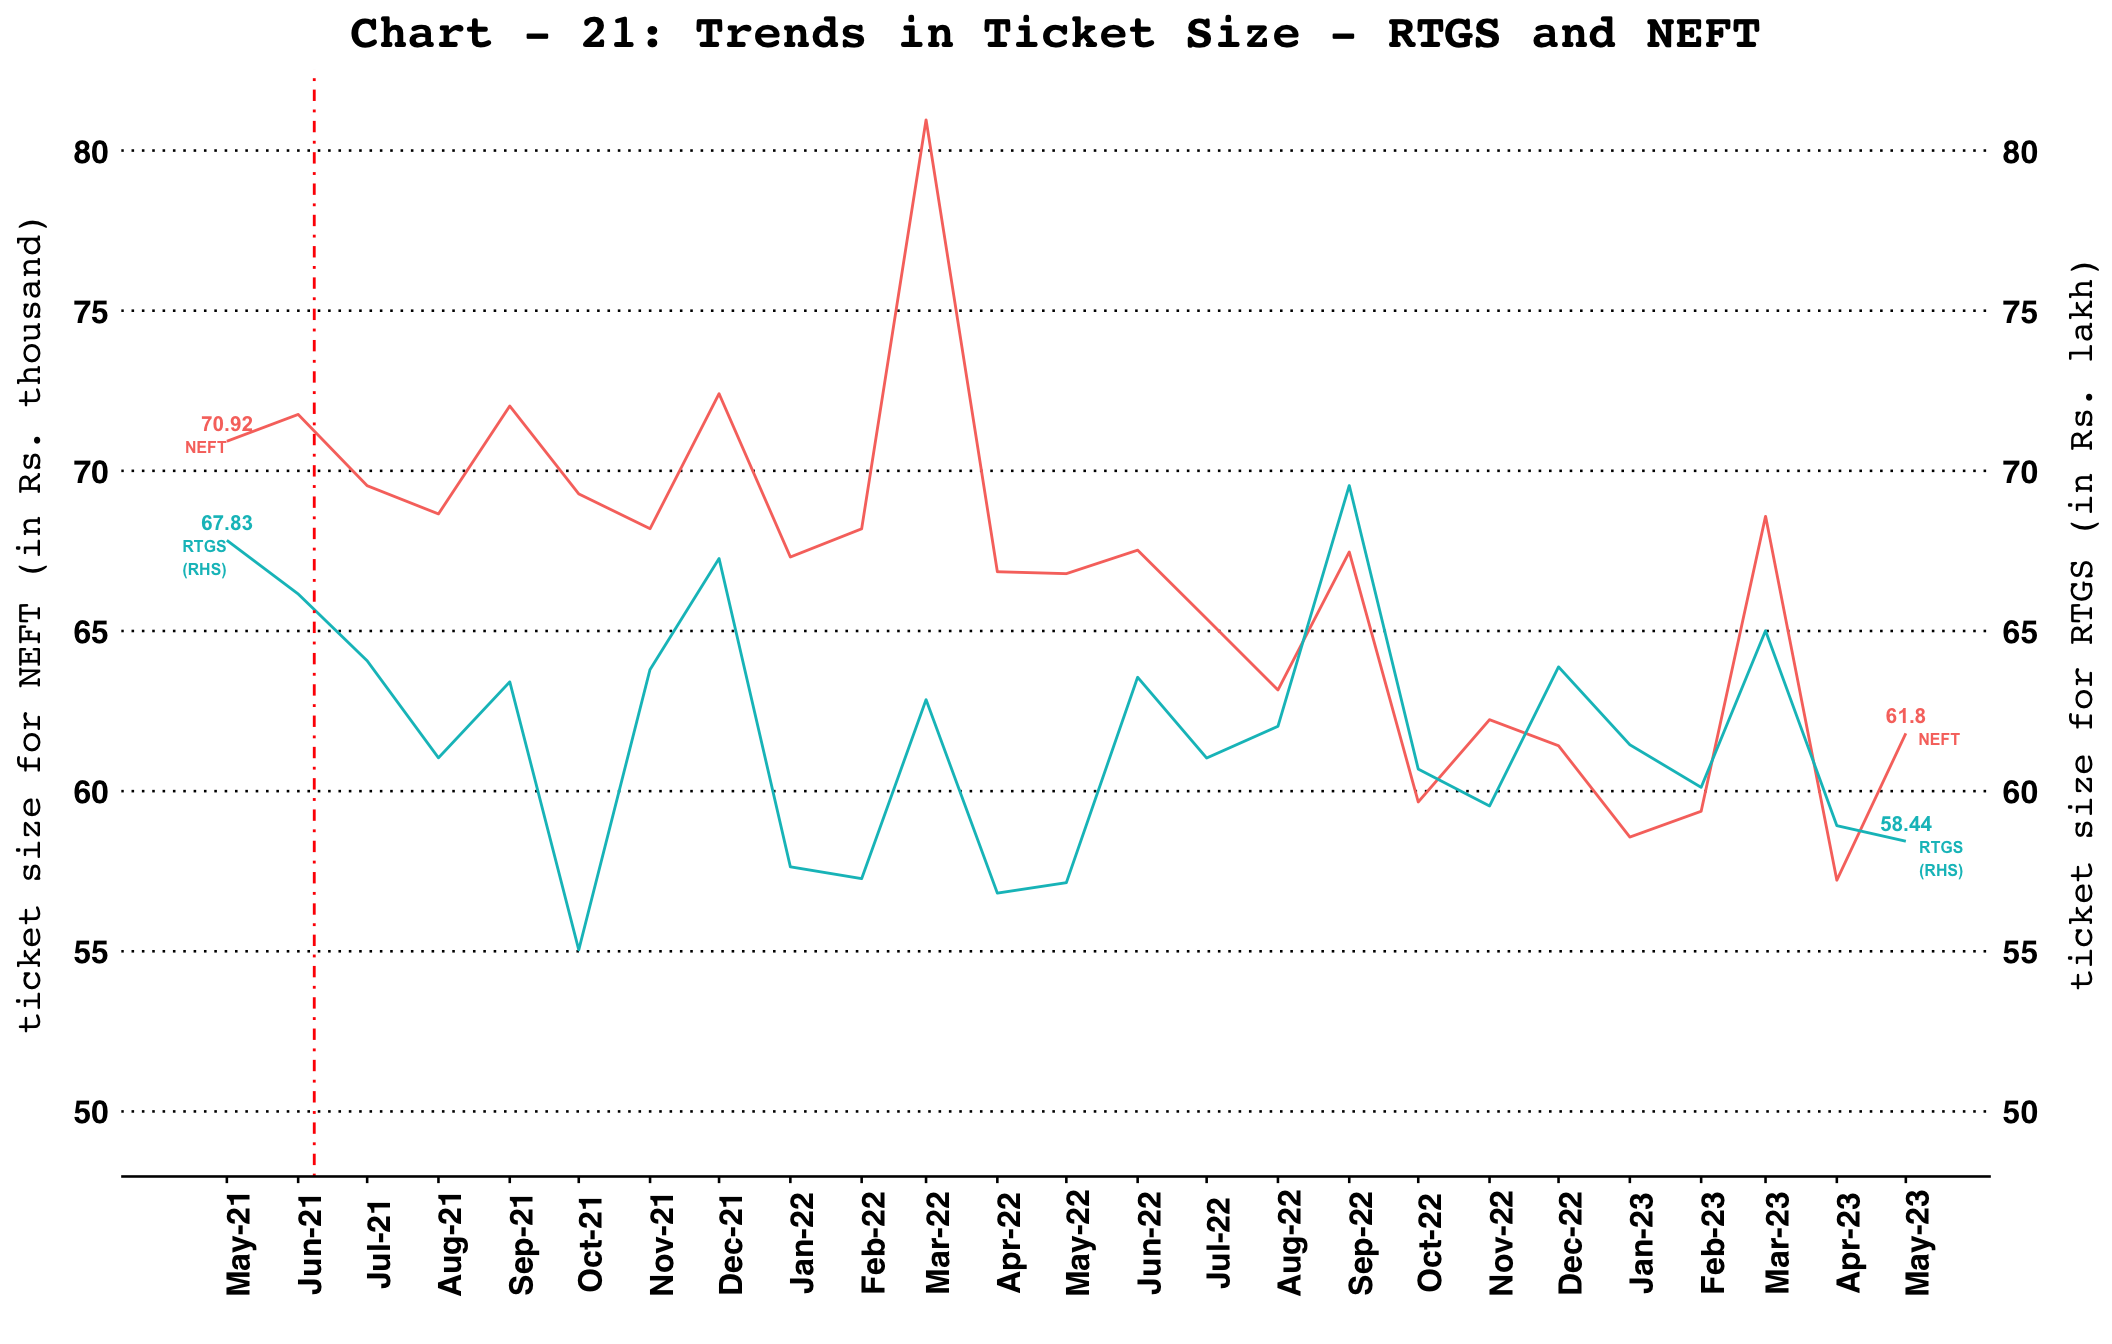 Chart – 21: Trends in Ticket Size – RTGS and NEFT
ticket size for NEFT (in Rs. thousand)
80
75
70
65
60
55
50
70.92
NEFT
67.83
RTGS
(RHS)
61.8
NEFT
58.44
RTGS
(RHS)
80
75
70
65
60
55
50
ticket size for RTGS (in Rs. lakh)
May-21
Jun-21
Jul-21
Aug-21
Sep-21
Oct-21
Nov-21
Dec-21
Jan-22
Feb-22
Mar-22
Apr-22
May-22
Jun-22
Jul-22
Aug-22
Sep-22
Oct-22
Nov-22
Dec-22
Jan-23
Feb-23
Mar-23
Apr-23
May-23